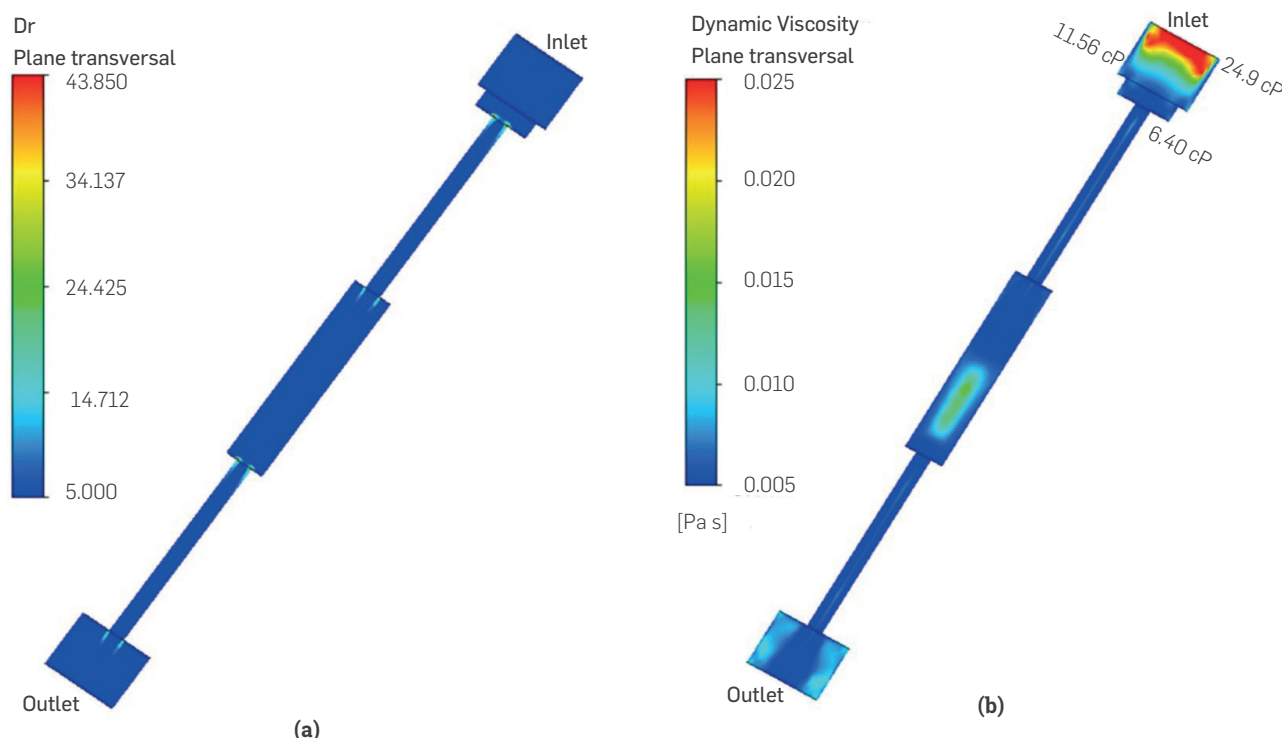 Dr
Plane transversal
43.850
34.137
24.425
14.712
5.000
Inlet
Outlet
(a)
Dynamic Viscosity
Plane transversal
0.025
0.020
0.015
0.010
0.005
[Pa s]
Inlet
11.56 cP
24.9 cP
6.40 cP
Outlet
(b)